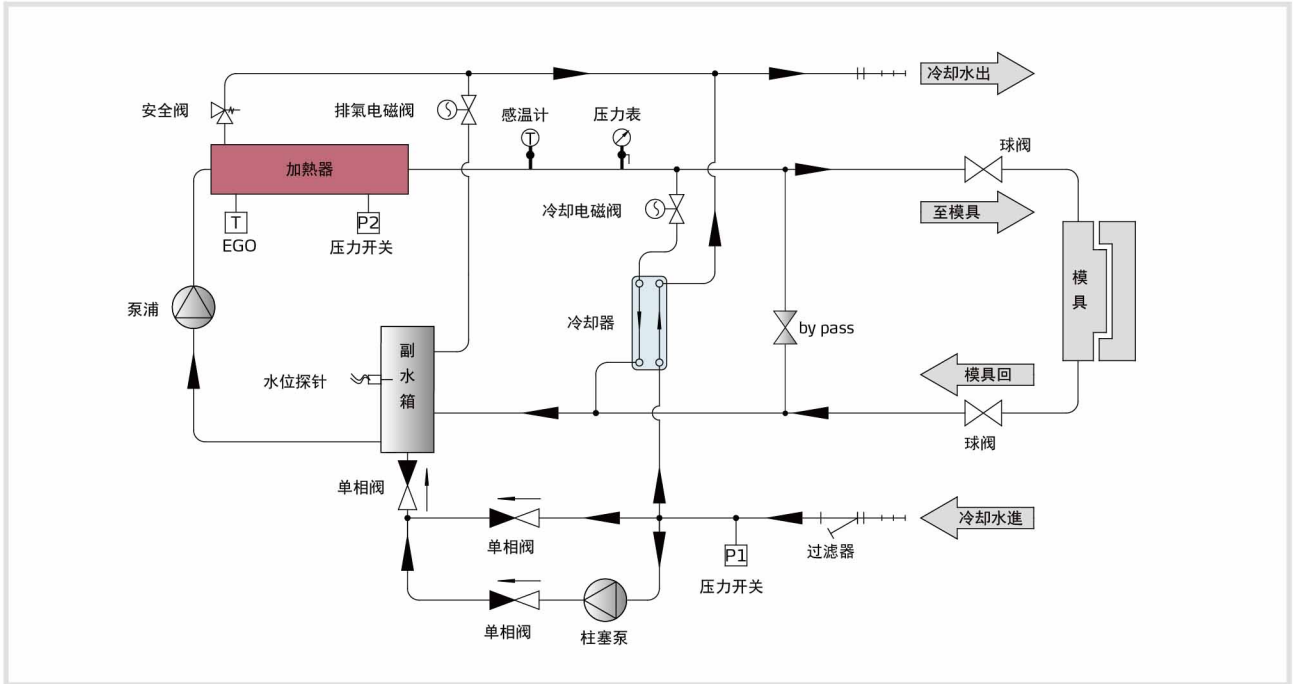 冷却水出
安全阀
排氣电磁阀
感温计
压力表
T
球阀
加熱器
冷却电磁阀
至模具
T
P2
EGO
压力开关
模
具
泵浦
冷却器
by pass
副
水
箱
水位探针
模具回
球阀
单相阀
冷却水進
单相阀
P1
过滤器
压力开关
单相阀
柱塞泵